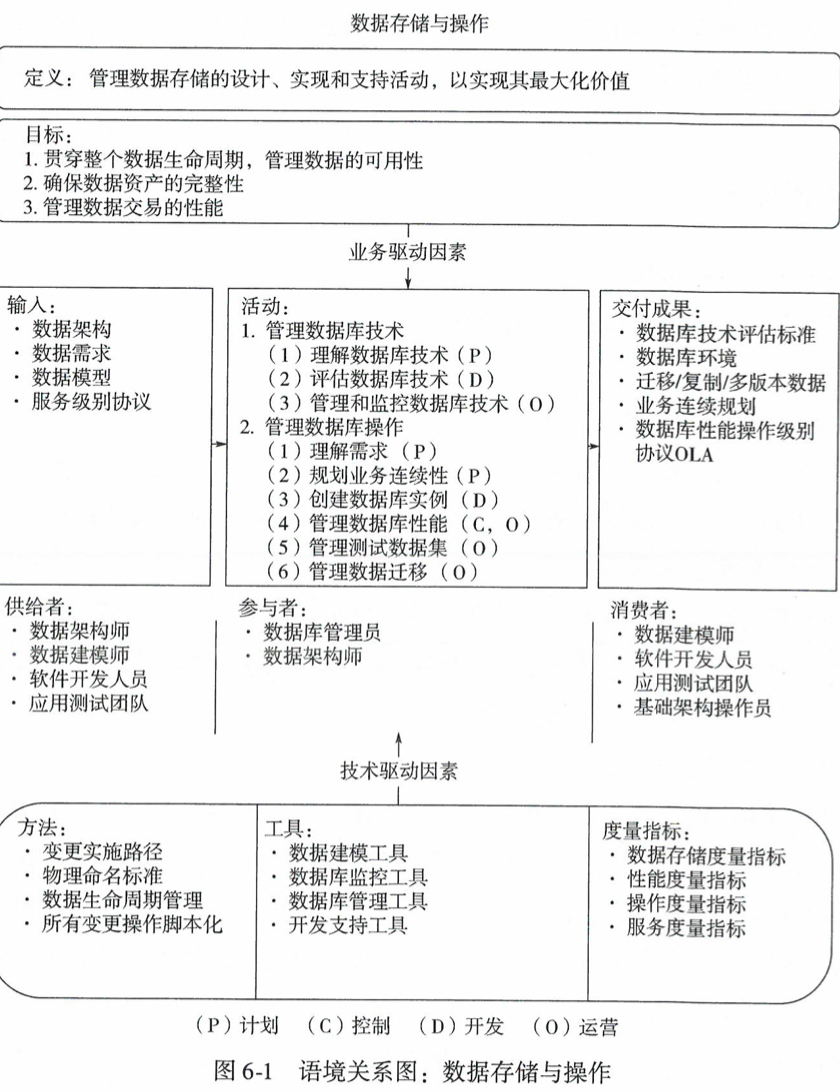 数据存储与操作
定义： 管理数据存储的设计、实现和支持活动，以实现其最大化价值
目标：
1. 贯穿整个数据生命周期，管理数据的可用性
2. 确保数据资产的完整性
3. 管理数据交易的性能
业务驱动因素
输入：
· 数据架构
· 数据需求
· 数据模型
· 服务级别协议
活动：
1. 管理数据库技术
（1）理解数据库技术（P）
（2）评估数据库技术（D）
（3）管理和监控数据库技术（O）
2. 管理数据库操作
（1）理解需求（P）
（2）规划业务连续性（P）
（3）创建数据库实例（D）
（4）管理数据库性能（C，O）
（5）管理测试数据集（O）
（6）管理数据迁移（O）
交付成果：
· 数据库技术评估标准
· 数据库环境
· 迁移/复制/多版本数据
· 业务连续规划
· 数据库性能操作级别
协议OLA
供给者：
· 数据架构师
· 数据建模师
· 软件开发人员
· 应用测试团队
参与者：
· 数据库管理员
· 数据架构师
消费者：
· 数据建模师
· 软件开发人员
· 应用测试团队
· 基础架构操作员
技术驱动因素
方法：
· 变更实施路径
· 物理命名标准
· 数据生命周期管理
· 所有变更操作脚本化
工具：
· 数据建模工具
· 数据库监控工具
· 数据库管理工具
· 开发支持工具
度量指标：
· 数据存储度量指标
· 性能度量指标
· 操作度量指标
· 服务度量指标
（P）计划 （C）控制 （D）开发 （O）运营
图 6-1 语境关系图：数据存储与操作